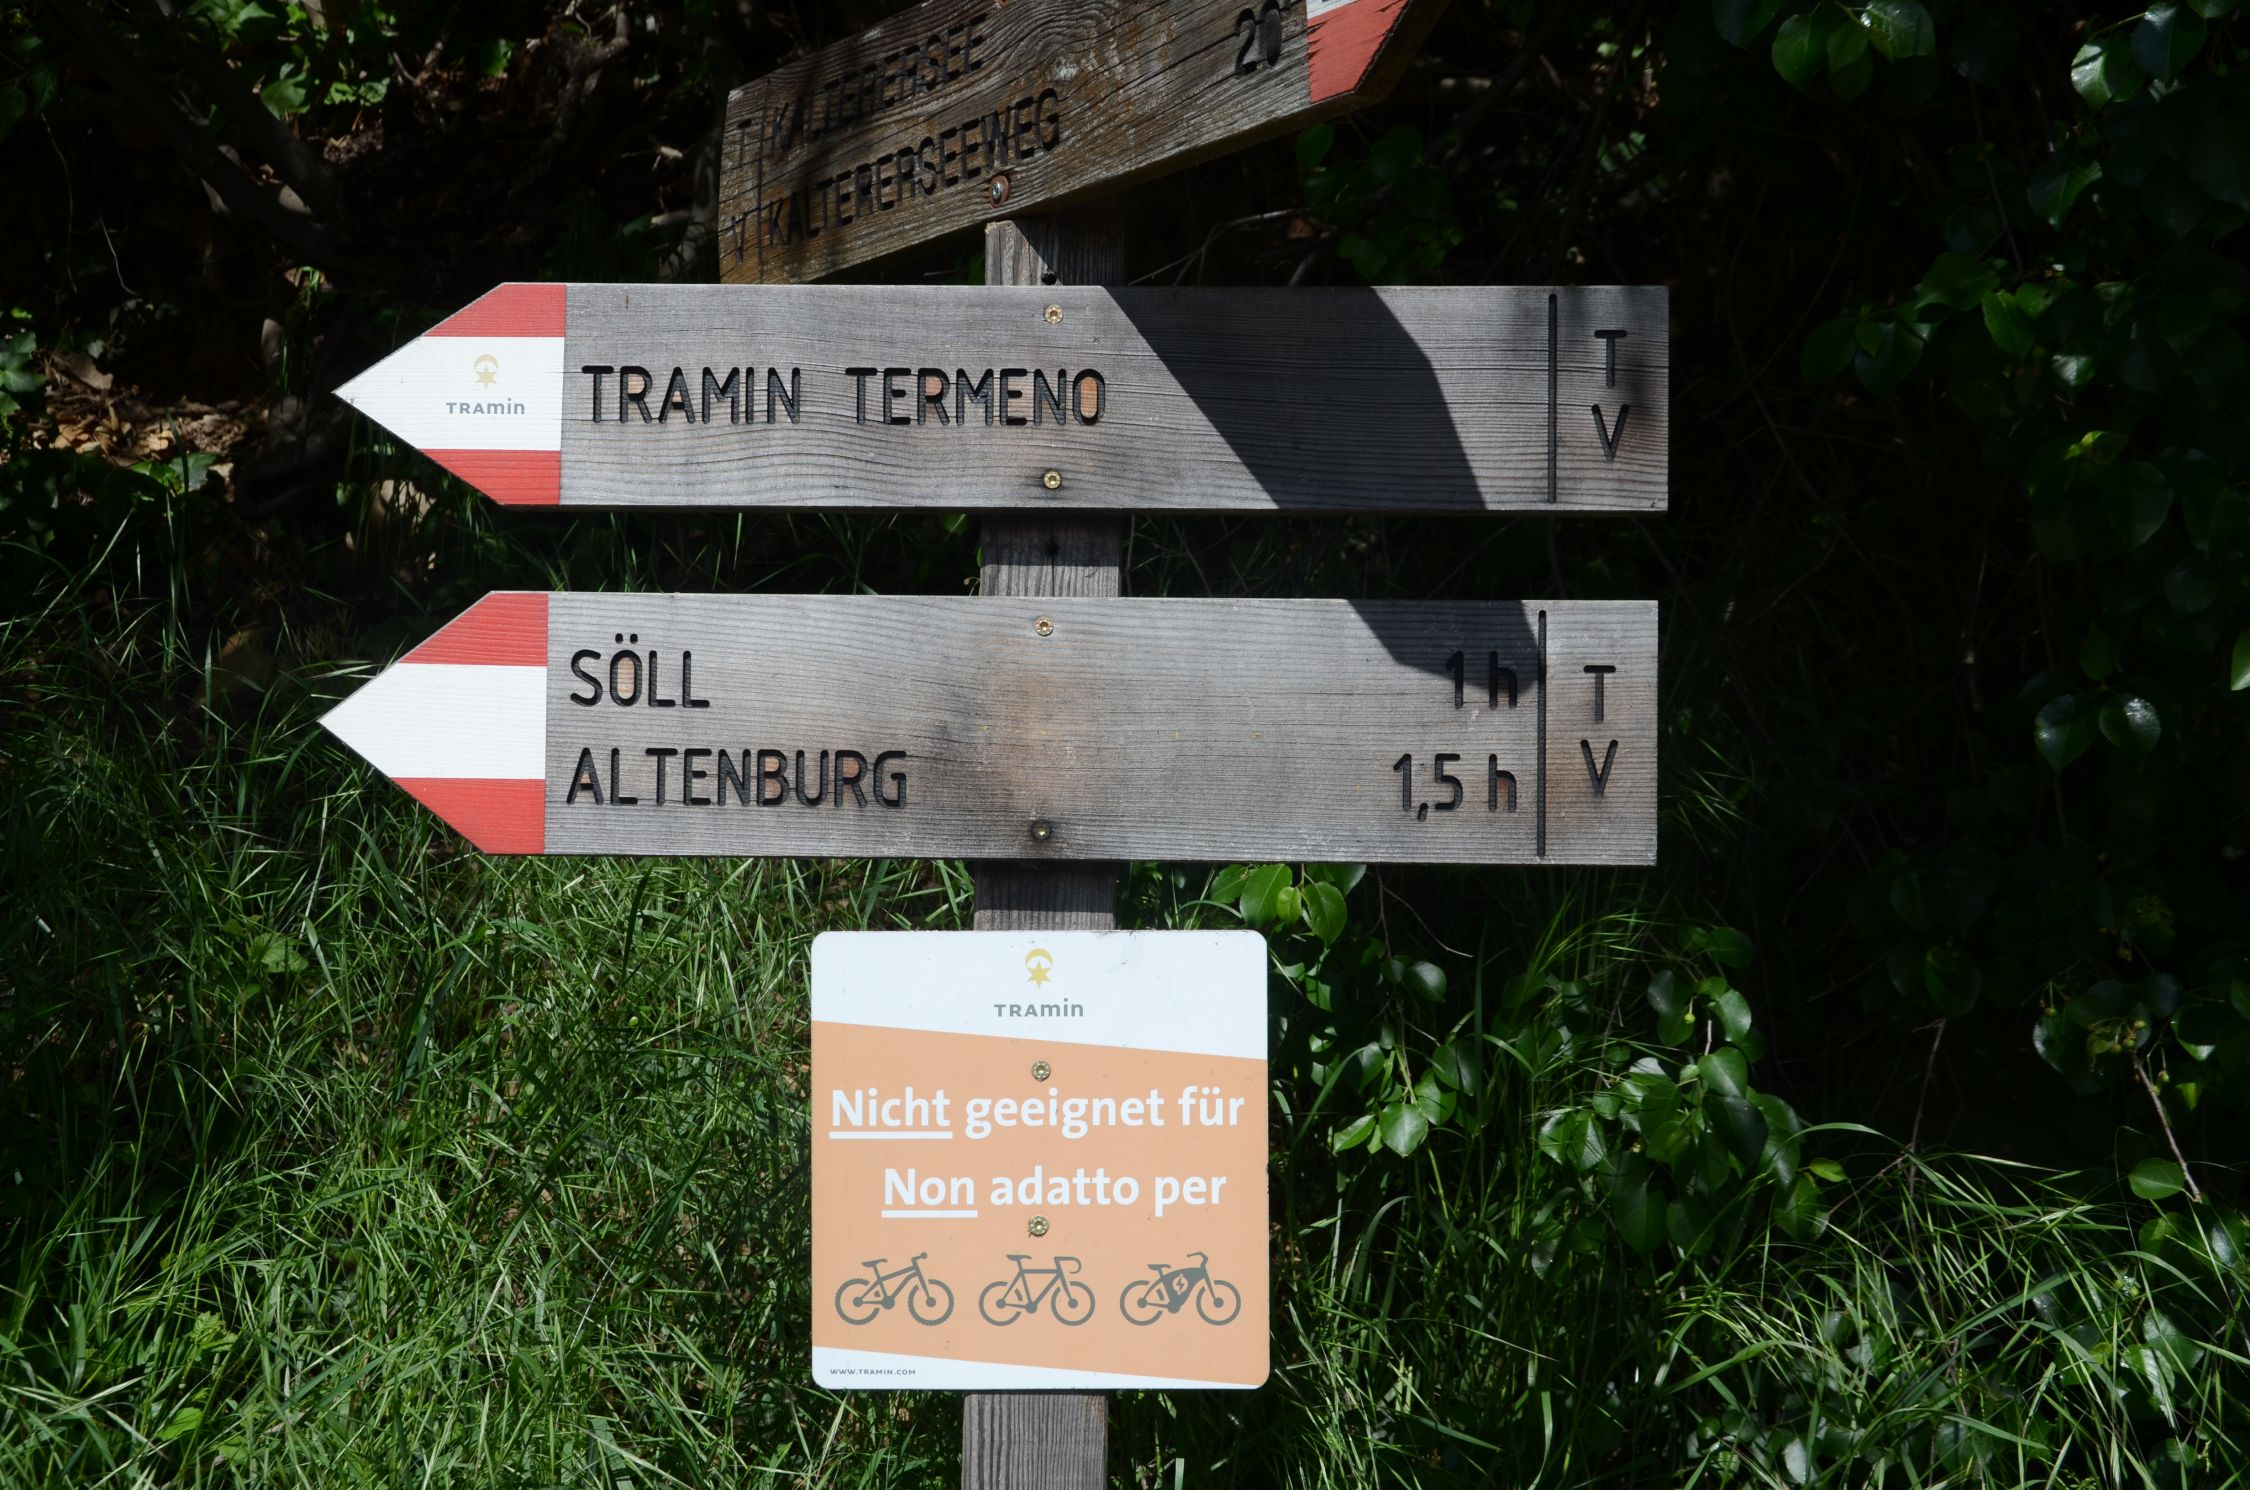 T KALTERERSEE 20'
V KALTERERSEEWEG
TRAMIN
TRAMIN TERMENO
T
V
SÖLL 1 h
ALTENBURG 1,5 h
T
V
TRAMIN
Nicht geeignet für
Non adatto per
WWW.TRAMIN.COM